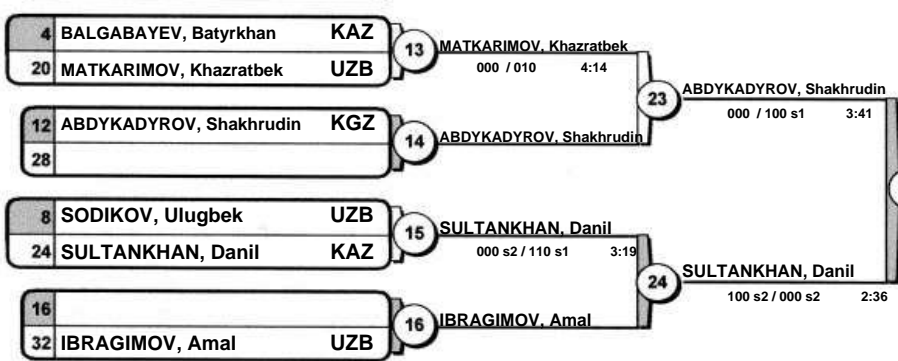 4 BALGABAYEV, Batyrkhan KAZ
20 MATKARIMOV, Khazratbek UZB
13
MATKARIMOV, Khazratbek
000 / 010 4:14
12 ABDYKADYROV, Shakhrudin KGZ
28
14
ABDYKADYROV, Shakhrudin
23
ABDYKADYROV, Shakhrudin
000 / 100 s1 3:41
8 SODIKOV, Ulugbek UZB
24 SULTANKHAN, Danil KAZ
15
SULTANKHAN, Danil
000 s2 / 110 s1 3:19
16
32 IBRAGIMOV, Amal UZB
16
IBRAGIMOV, Amal
24
SULTANKHAN, Danil
100 s2 / 000 s2 2:36